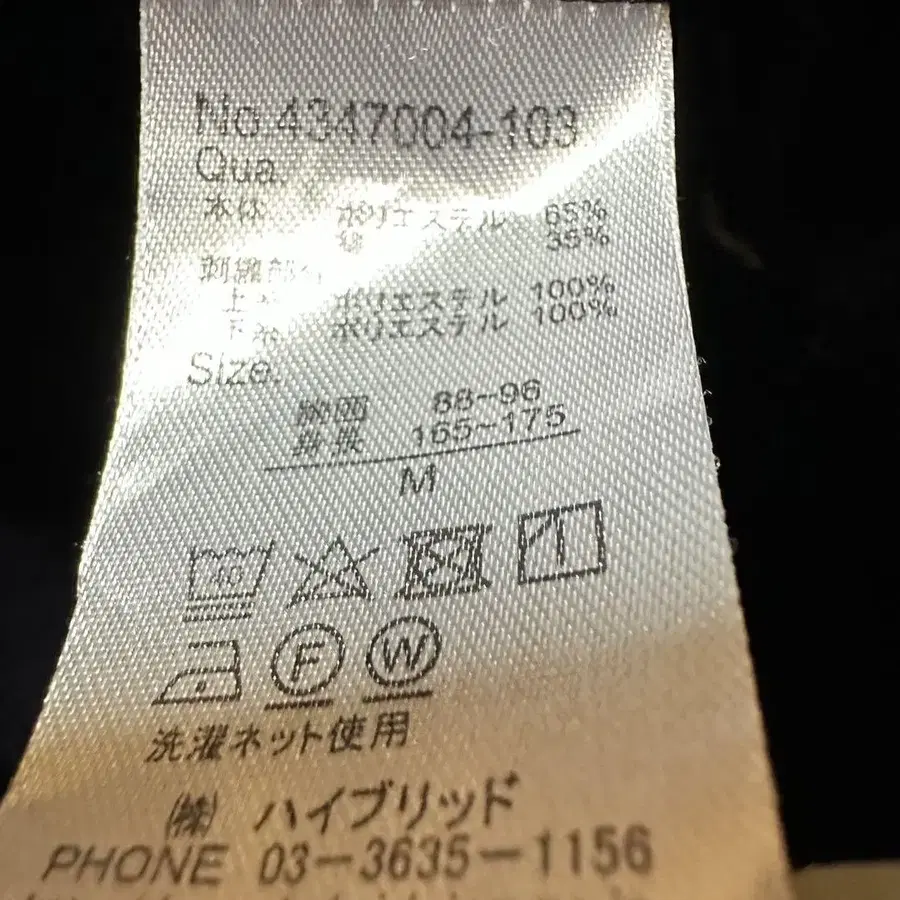 No.4347004-103
Qua.
本体 ポリエステル 65%
綿 35%
刺繍部分
上糸 ポリエステル 100%
下糸 ポリエステル 100%
Size.
胸囲 88-96
身長 165~175
M
40
F W
洗濯ネット使用
㈱ ハイブリッド
PHONE 03-3635-1156